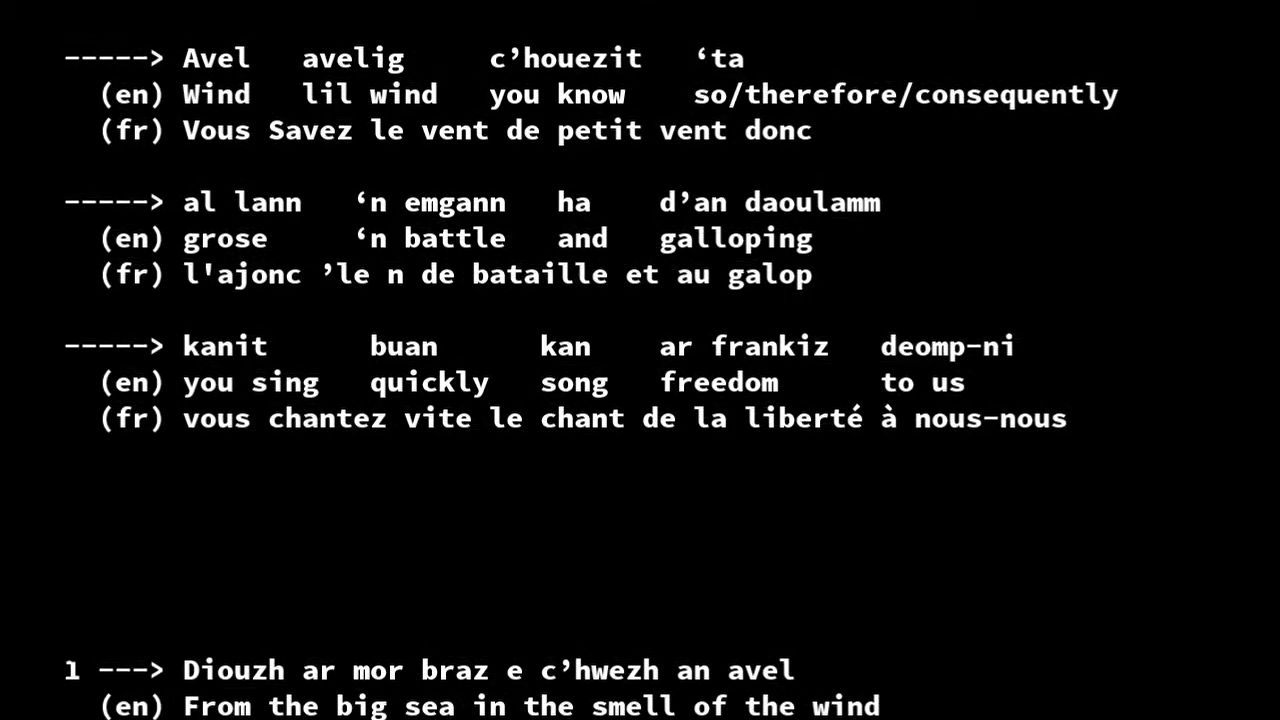 -----> Avel avelig c’houezit ‘ta
(en) Wind lil wind you know so/therefore/consequently
(fr) Vous Savez le vent de petit vent donc
-----> al lann ‘n emgann ha d’an daoulamm
(en) grose ‘n battle and galloping
(fr) l'ajonc ’le n de bataille et au galop
-----> kanit buan kan ar frankiz deomp-ni
(en) you sing quickly song freedom to us
(fr) vous chantez vite le chant de la liberté à nous-nous
1 ---> Diouzh ar mor braz e c’hwezh an avel
(en) From the big sea in the smell of the wind